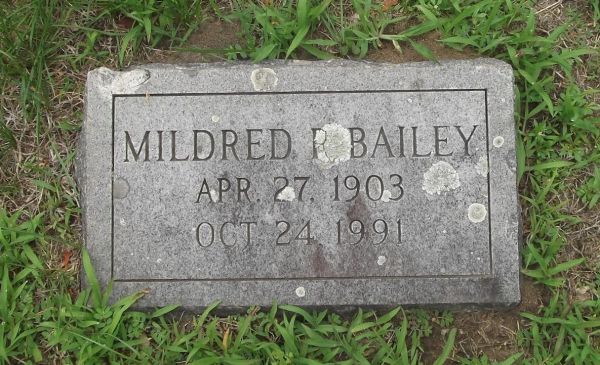 MILDRED R. BAILEY
APR. 27, 1903
OCT. 24, 1991